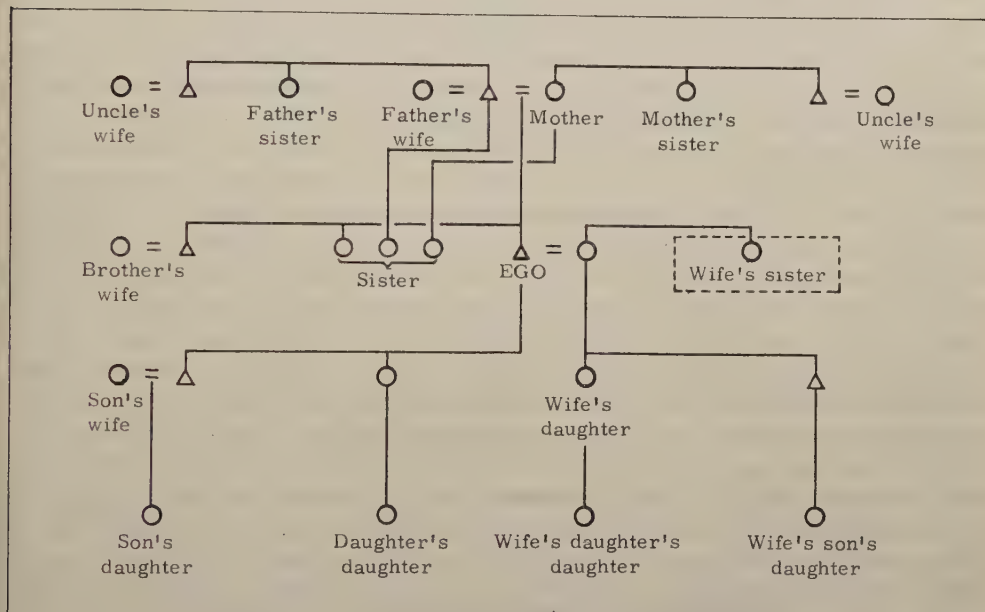 Uncle's
wife
Father's
sister
Father's
wife
Mother
Mother's
sister
Uncle's
wife
Brother's
wife
Sister
EGO
Wife's sister
Son's
wife
Wife's
daughter
Son's
daughter
Daughter's
daughter
Wife's daughter's
daughter
Wife's son's
daughter